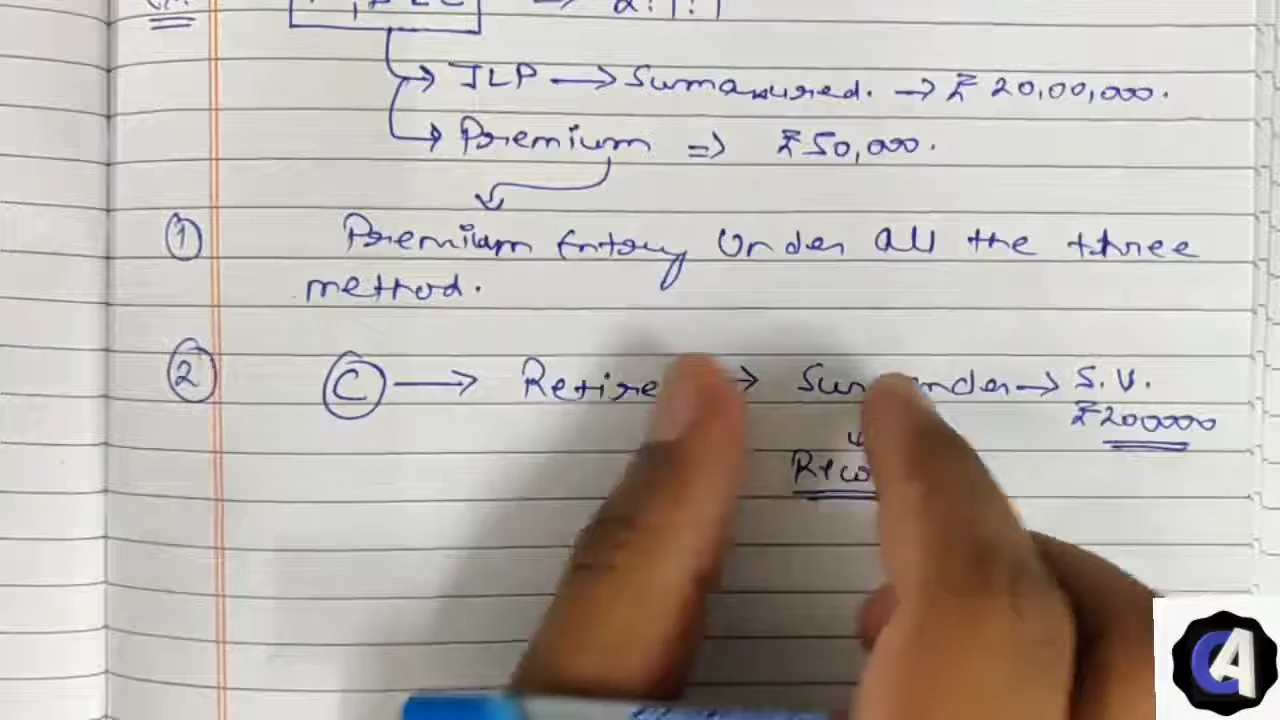 JLP → Sumassured. → ₹ 20,00,000.
Premium ⇒ ₹50,000.
① Premium Entry Under all the three
method.
② Ⓒ → Retire → → S.V.
₹200000
CA